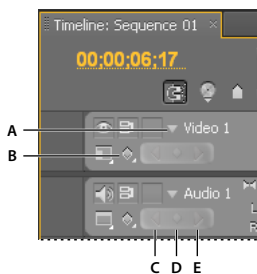 Timeline: Sequence 01 ×
00;00;06;17
A
Video 1
B
Audio 1
L
R
C D E